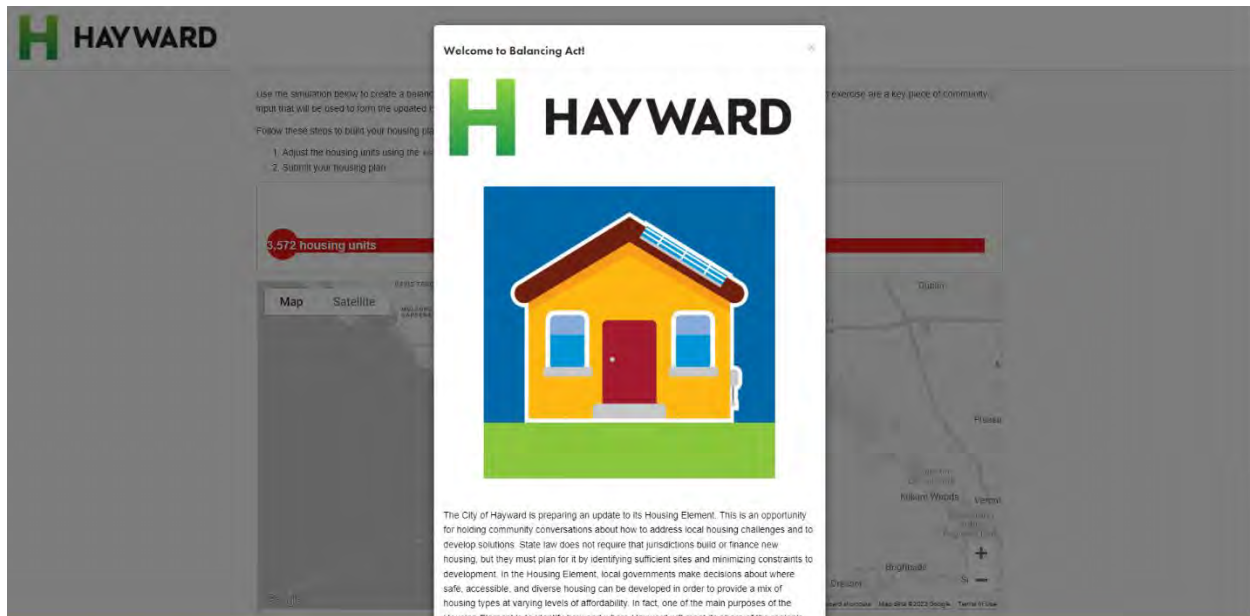 HAYWARD
Welcome to Balancing Act!
×
HAYWARD
Use the simulation below to create a balan
exercise are a key piece of community
input that will be used to form the updated
Follow these steps to build your housing pla
1. Adjust the housing units using the
2. Submit your housing plan
3,572 housing units
Map Satellite
Dublin
The City of Hayward is preparing an update to its Housing Element. This is an opportunity
for holding community conversations about how to address local housing challenges and to
develop solutions. State law does not require that jurisdictions build or finance new
housing, but they must plan for it by identifying sufficient sites and minimizing constraints to
development. In the Housing Element, local governments make decisions about where
safe, accessible, and diverse housing can be developed in order to provide a mix of
housing types at varying levels of affordability. In fact, one of the main purposes of the
Kilkare Woods
Brightside
+
−
Map data ©2022 Google Terms of Use